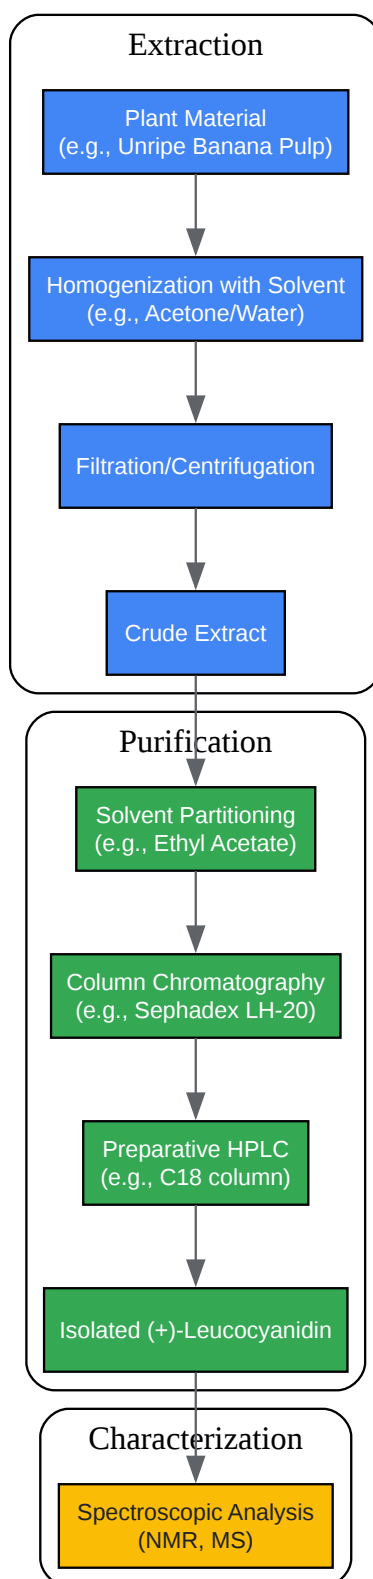 Extraction
Plant Material
(e.g., Unripe Banana Pulp)
Homogenization with Solvent
(e.g., Acetone/Water)
Filtration/Centrifugation
Crude Extract
Purification
Solvent Partitioning
(e.g., Ethyl Acetate)
Column Chromatography
(e.g., Sephadex LH-20)
Preparative HPLC
(e.g., C18 column)
Isolated (+)-Leucocyanidin
Characterization
Spectroscopic Analysis
(NMR, MS)